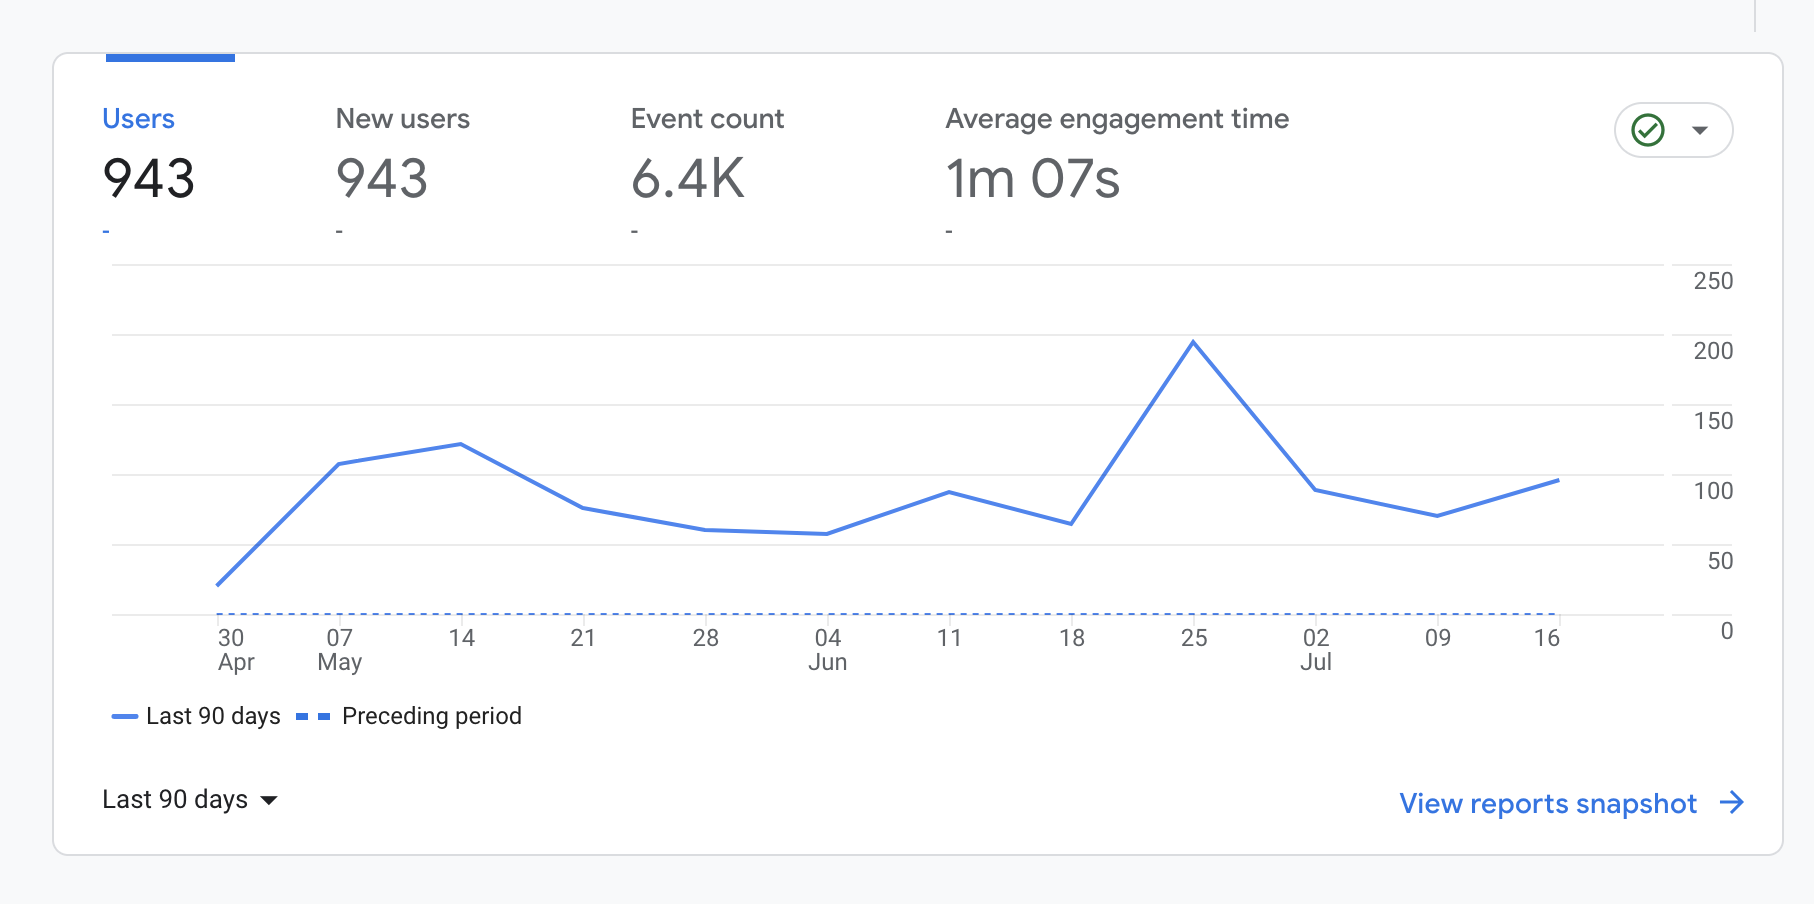 Users New users Event count Average engagement time
943 943 6.4K 1m 07s
- - - -
250
200
150
100
50
0
30 07 14 21 28 04 11 18 25 02 09 16
Apr May Jun Jul
Last 90 days Preceding period
Last 90 days
View reports snapshot